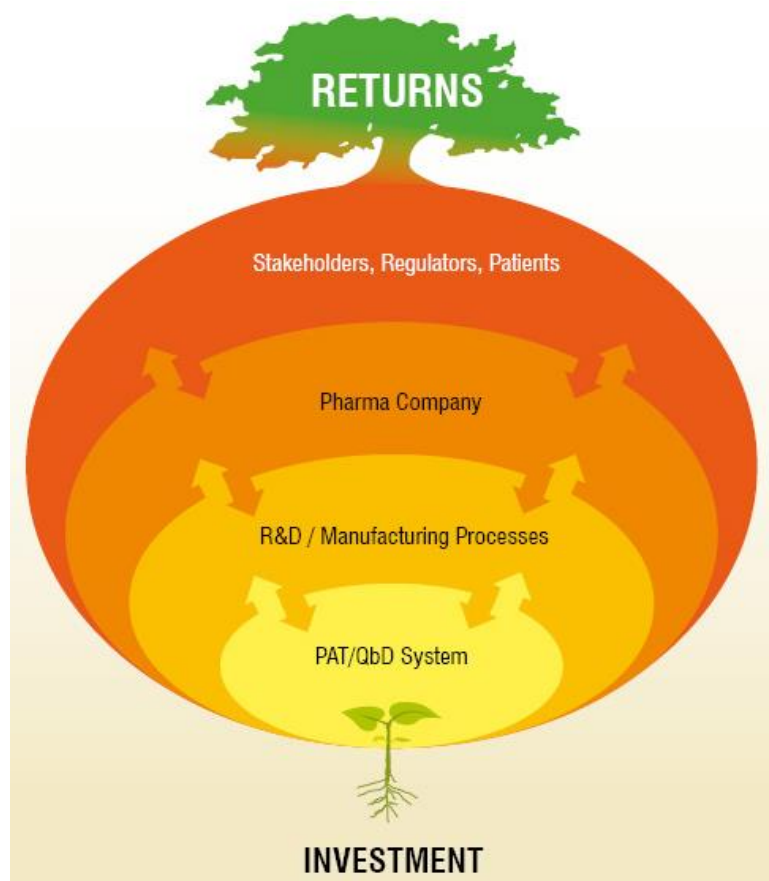 RETURNS
Stakeholders, Regulators, Patients
Pharma Company
R&D / Manufacturing Processes
PAT/QbD System
INVESTMENT